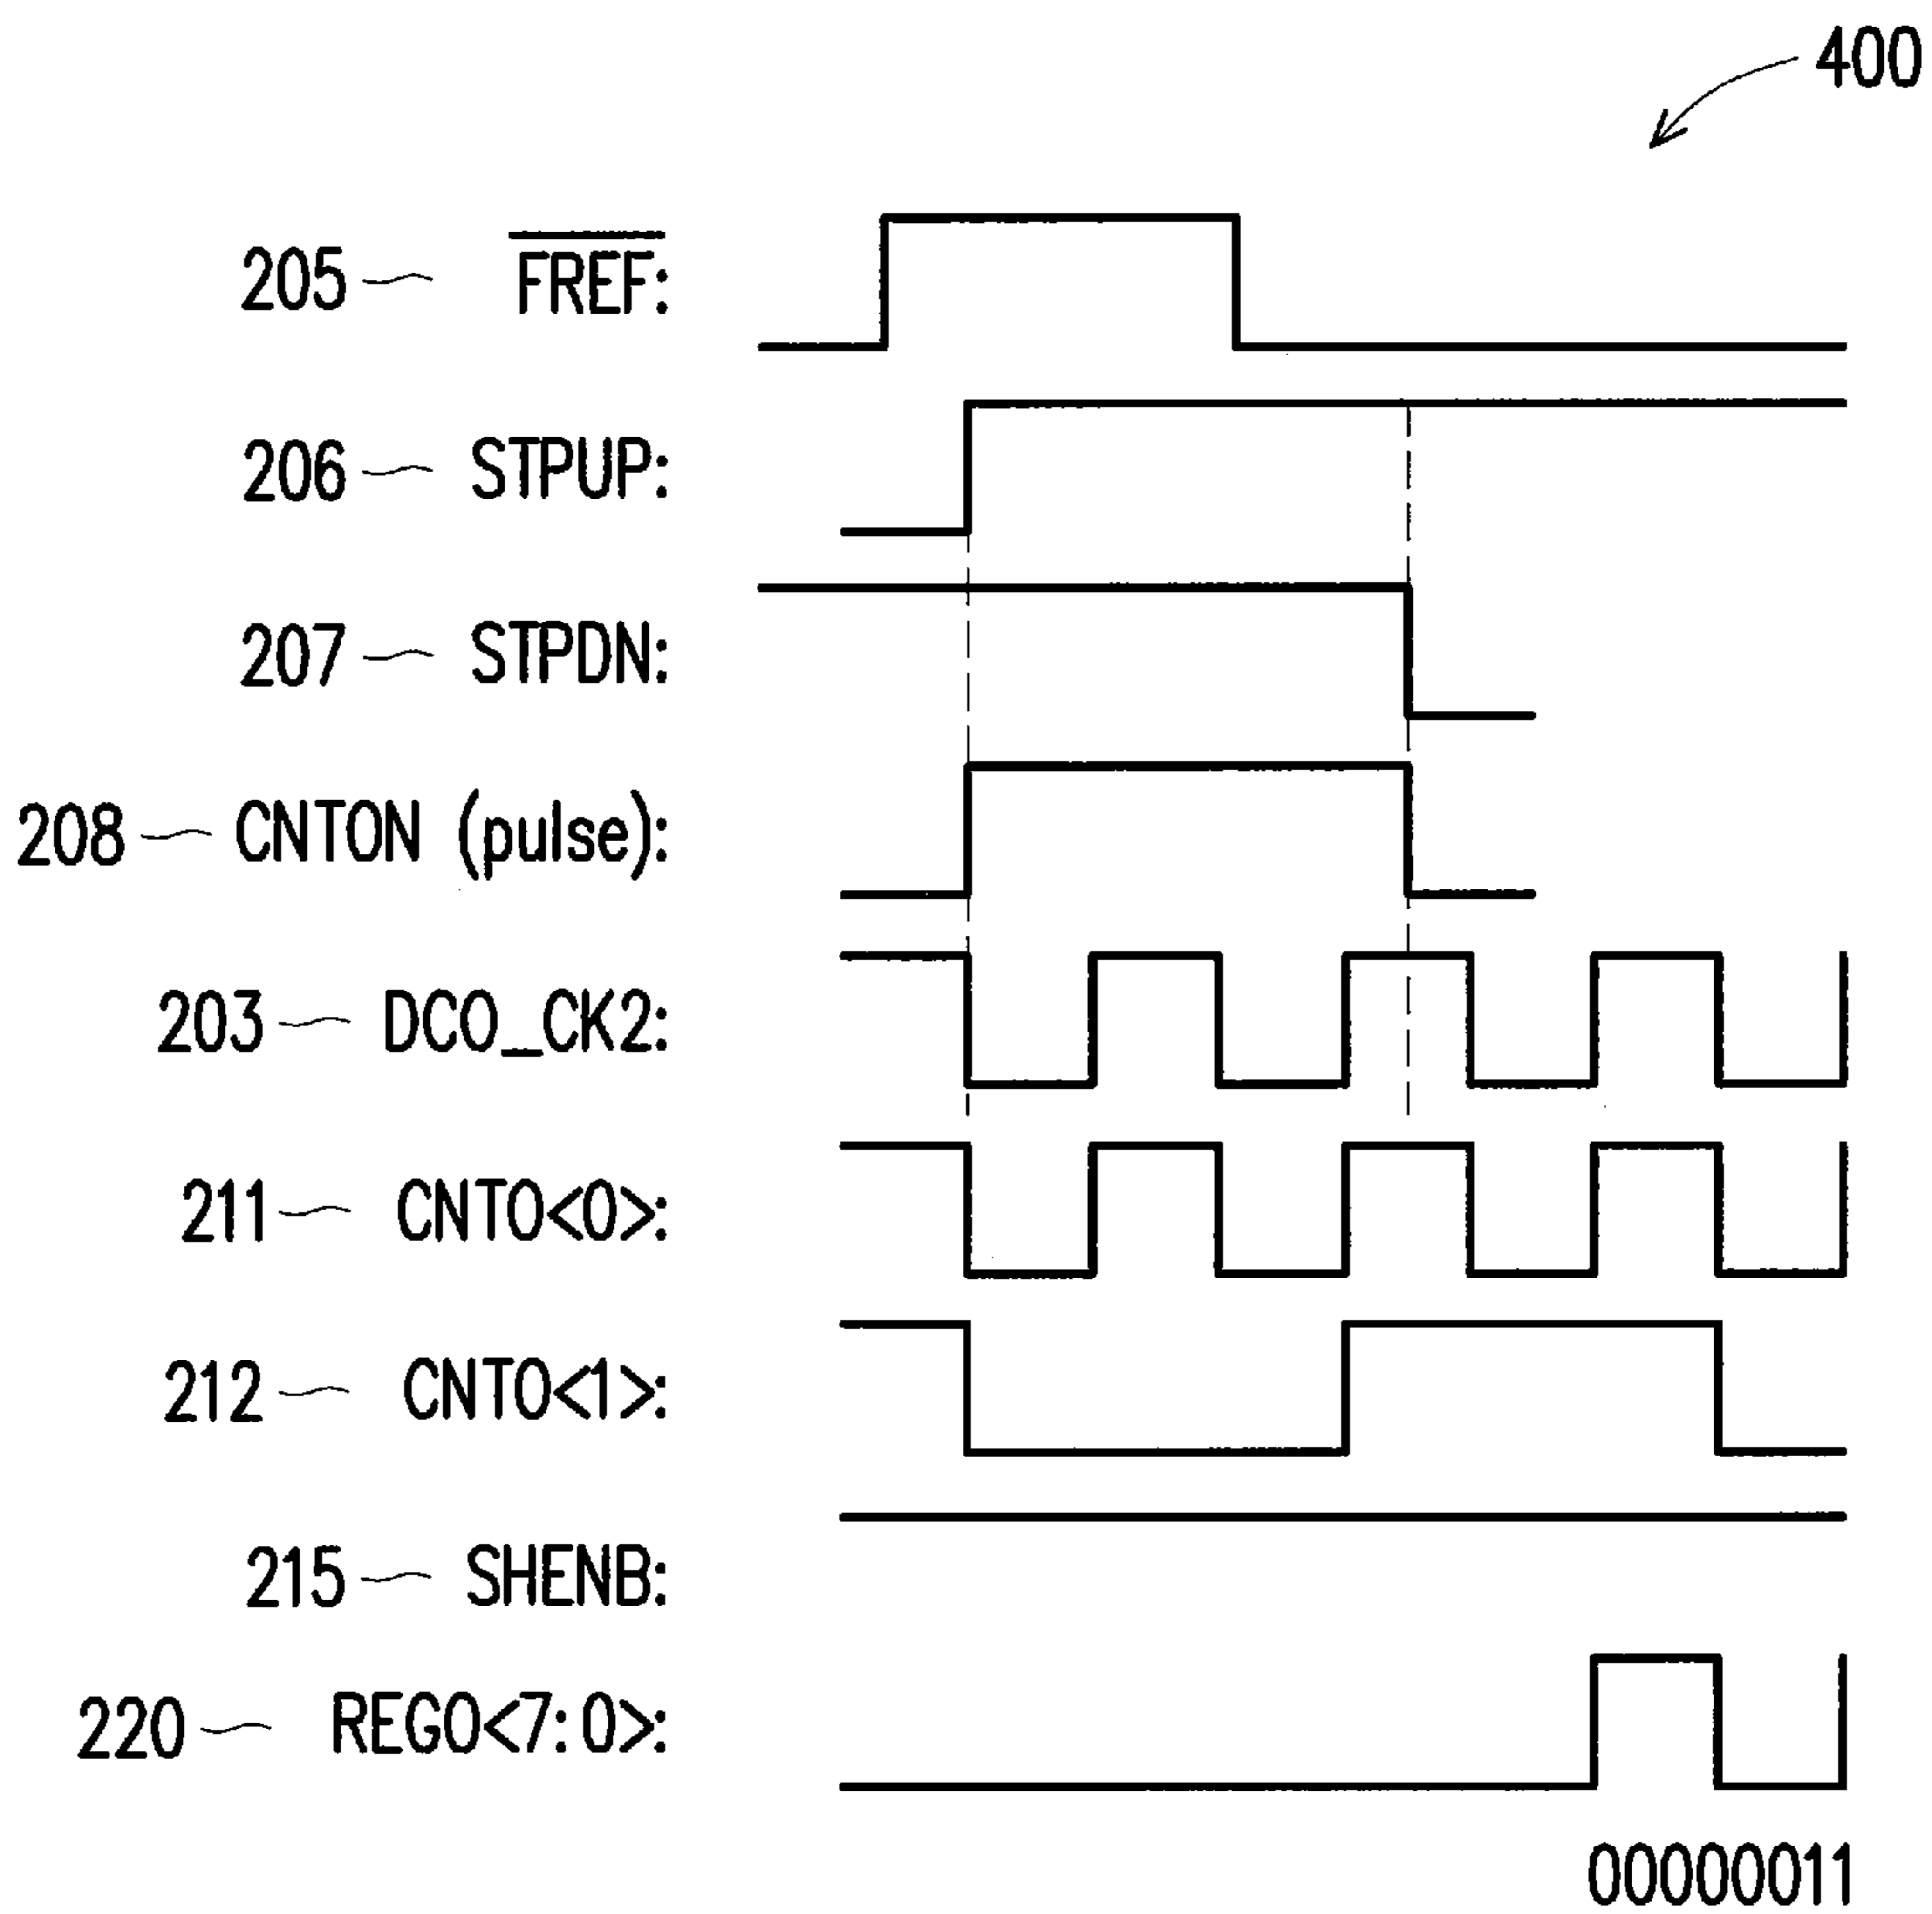 400
205 FREF:
206 STPUP:
207 STPDN:
208 CNTON (pulse):
203 DCO_CK2:
211 CNTO<0>:
212 CNTO<1>:
215 SHENB:
220 REGO<7:0>:
00000011